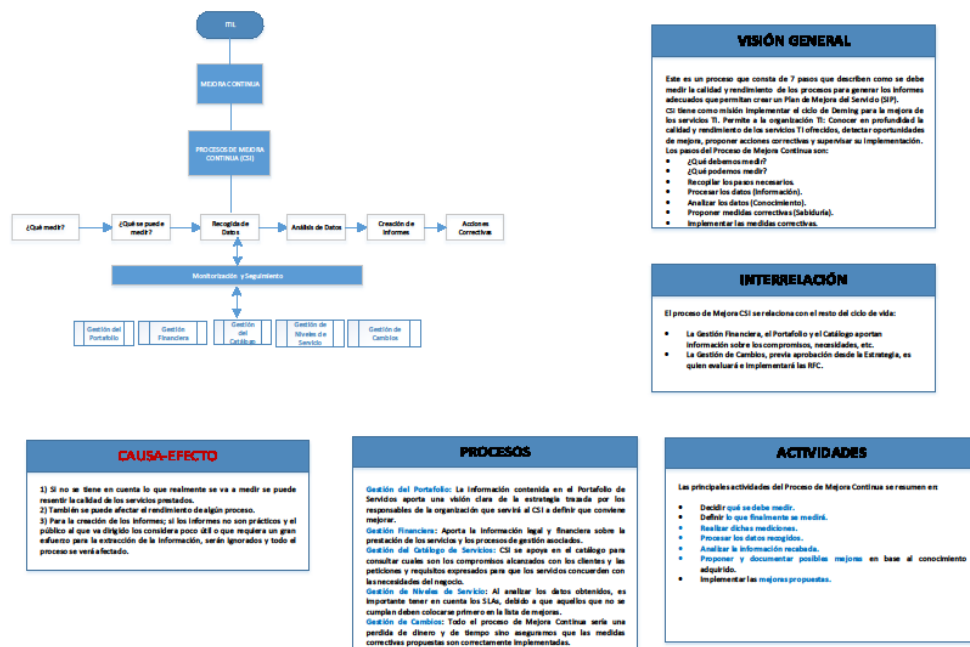 ITIL
MEJORA CONTINUA
PROCESOS DE MEJORA
CONTINUA (CSI)
¿Qué medir?
¿Qué se puede
medir?
Recogida de
Datos
Análisis de Datos
Creación de
Informes
Acciones
Correctivas
Monitorización y Seguimiento
Gestión del
Portafolio
Gestión
Financiera
Gestión
del
Catálogo
Gestión de
Niveles de
Servicio
Gestión de
Cambios
VISIÓN GENERAL
Este es un proceso que consta de 7 pasos que describen como se debe
medir la calidad y rendimiento de los procesos para generar los informes
adecuados que permitan crear un Plan de Mejora del Servicio (SIP).
CSI tiene como misión implementar el ciclo de Deming para la mejora de
los servicios TI. Permite a la organización TI: Conocer en profundidad la
calidad y rendimiento de los servicios TI ofrecidos, detectar oportunidades
de mejora, proponer acciones correctivas y supervisar su implementación.
Los pasos del Proceso de Mejora Continua son:
• ¿Qué debemos medir?
• ¿Qué podemos medir?
• Recopilar los pasos necesarios.
• Procesar los datos (Información).
• Analizar los datos (Conocimiento).
• Proponer medidas correctivas (Sabiduría).
• Implementar las medidas correctivas.
INTERRELACIÓN
El proceso de Mejora CSI se relaciona con el resto del ciclo de vida:
• La Gestión Financiera, el Portafolio y el Catálogo aportan
información sobre los compromisos, necesidades, etc.
• La Gestión de Cambios, previa aprobación desde la Estrategia, es
quien evaluará e implementará las RFC.
CAUSA-EFECTO
1) Si no se tiene en cuenta lo que realmente se va a medir se puede
resentir la calidad de los servicios prestados.
2) También se puede afectar el rendimiento de algún proceso.
3) Para la creación de los informes; si los informes no son prácticos y el
público al que va dirigido los considera poco útil o que requiera un gran
esfuerzo para la extracción de la información, serán ignorados y todo el
proceso se verá afectado.
PROCESOS
Gestión del Portafolio: La información contenida en el Portafolio de
Servicios aporta una visión clara de la estrategia trazada por los
responsables de la organización que servirá al CSI a definir que conviene
mejorar.
Gestión Financiera: Aporta la información legal y financiera sobre la
prestación de los servicios y los procesos de gestión asociados.
Gestión del Catálogo de Servicios: CSI se apoya en el catálogo para
consultar cuales son los compromisos alcanzados con los clientes y las
peticiones y requisitos expresados para que los servicios concuerden con
las necesidades del negocio.
Gestión de Niveles de Servicio: Al analizar los datos obtenidos, es
importante tener en cuenta los SLAs, debido a que aquellos que no se
cumplan deben colocarse primero en la lista de mejoras.
Gestión de Cambios: Todo el proceso de Mejora Continua sería una
perdida de dinero y de tiempo sino aseguramos que las medidas
correctivas propuestas son correctamente implementadas.
ACTIVIDADES
Las principales actividades del Proceso de Mejora Continua se resumen en:
• Decidir qué se debe medir.
• Definir lo que finalmente se medirá.
• Realizar dichas mediciones.
• Procesar los datos recogidos.
• Analizar la información recabada.
• Proponer y documentar posibles mejoras en base al conocimiento
adquirido.
• Implementar las mejoras propuestas.